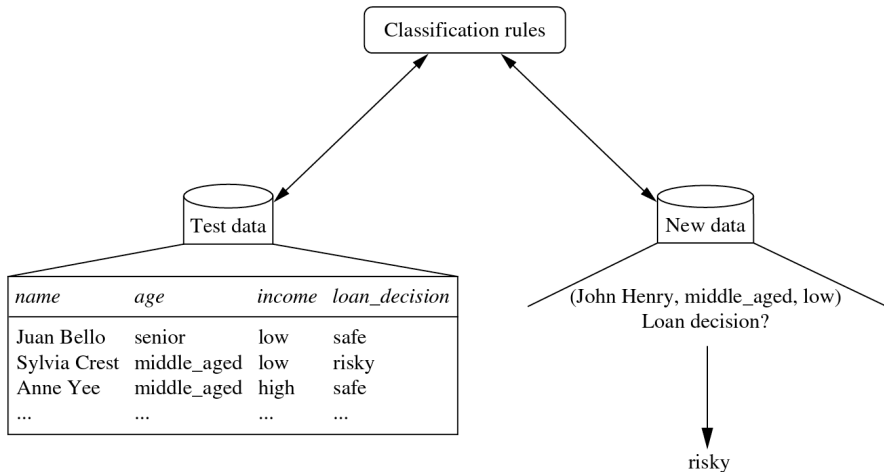 Classification rules
Test data
name age income loan_decision
Juan Bello senior low safe
Sylvia Crest middle_aged low risky
Anne Yee middle_aged high safe
... ... ... ...
New data
(John Henry, middle_aged, low)
Loan decision?
risky